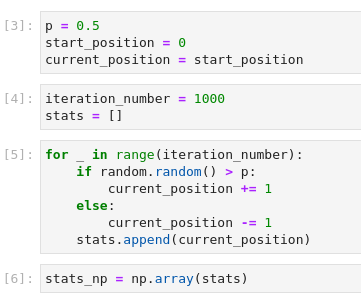 [3]: p = 0.5
start_position = 0
current_position = start_position
[4]: iteration_number = 1000
stats = []
[5]: for _ in range(iteration_number):
    if random.random() > p:
        current_position += 1
    else:
        current_position -= 1
    stats.append(current_position)
[6]: stats_np = np.array(stats)